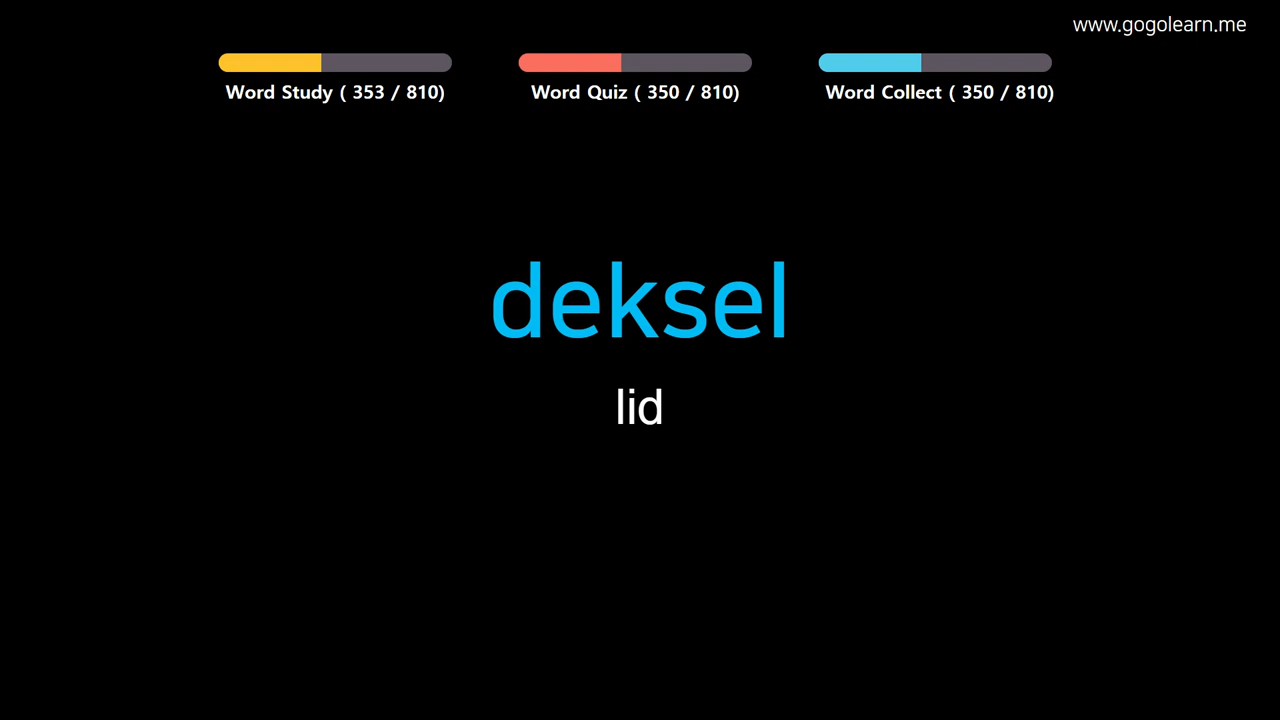 www.gogolearn.me
Word Study ( 353 / 810)
Word Quiz ( 350 / 810)
Word Collect ( 350 / 810)
deksel
lid